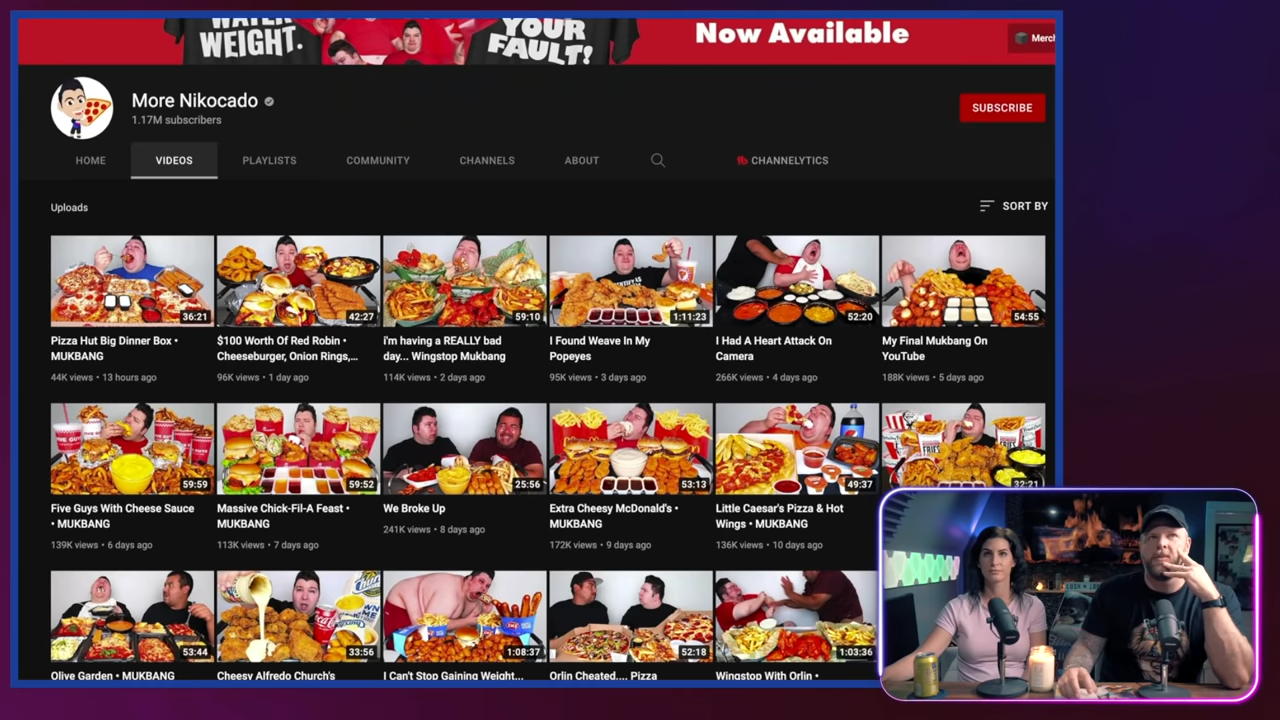 WATER
WEIGHT.
YOUR
FAULT!
Now Available
Merch
More Nikocado
1.17M subscribers
SUBSCRIBE
HOME
VIDEOS
PLAYLISTS
COMMUNITY
CHANNELS
ABOUT
CHANNELYTICS
Uploads
SORT BY
36:21
42:27
59:10
1:11:23
52:20
54:55
Pizza Hut Big Dinner Box •
MUKBANG
44K views • 13 hours ago
$100 Worth Of Red Robin •
Cheeseburger, Onion Rings,...
96K views • 1 day ago
I'm having a REALLY bad
day... Wingstop Mukbang
114K views • 2 days ago
I Found Weave In My
Popeyes
95K views • 3 days ago
I Had A Heart Attack On
Camera
266K views • 4 days ago
My Final Mukbang On
YouTube
188K views • 5 days ago
59:59
59:52
25:56
53:13
49:37
32:21
Five Guys With Cheese Sauce
• MUKBANG
139K views • 6 days ago
Massive Chick-Fil-A Feast •
MUKBANG
113K views • 7 days ago
We Broke Up
241K views • 8 days ago
Extra Cheesy McDonald's •
MUKBANG
172K views • 9 days ago
Little Caesar's Pizza & Hot
Wings • MUKBANG
136K views • 10 days ago
53:44
33:56
1:08:37
52:18
1:03:36
Olive Garden • MUKBANG
Cheesy Alfredo Church's
I Can't Stop Gaining Weight...
Orlin Cheated.... Pizza
Wingstop With Orlin •